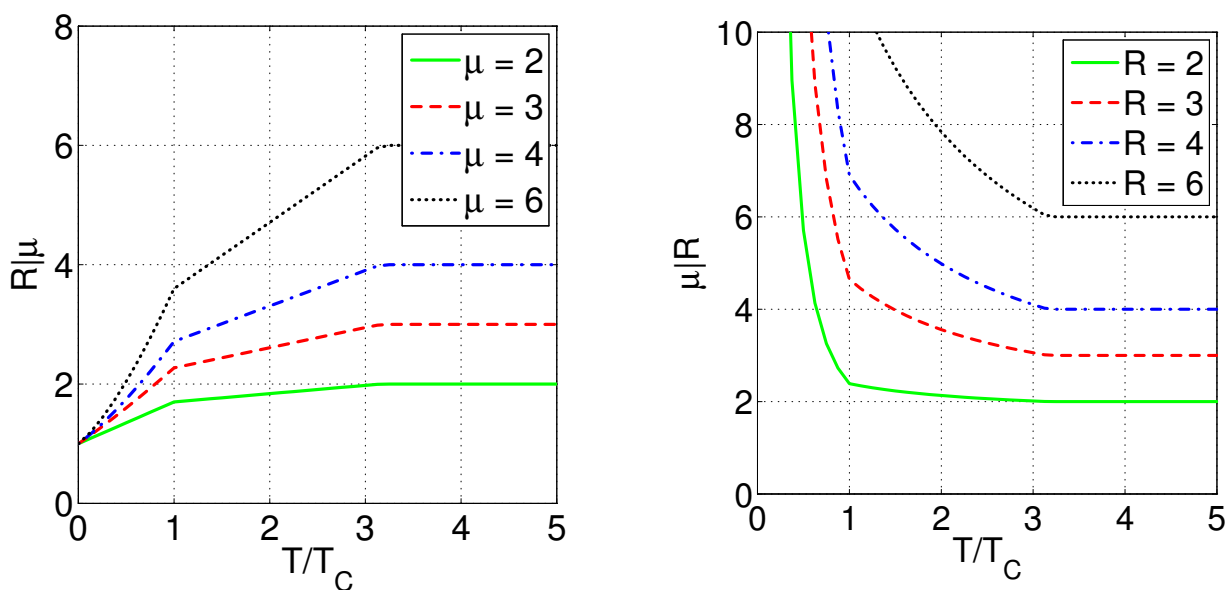 8
6
4
2
0
R|μ
0 1 2 3 4 5
T/T_C
μ = 2
μ = 3
μ = 4
μ = 6
10
8
6
4
2
0
μ|R
0 1 2 3 4 5
T/T_C
R = 2
R = 3
R = 4
R = 6